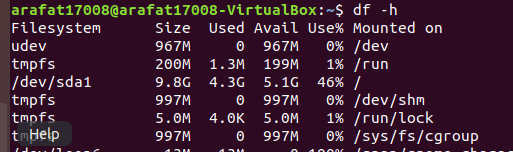 arafat17008@arafat17008-VirtualBox:~$ df -h
Filesystem Size Used Avail Use% Mounted on
udev 967M 0 967M 0% /dev
tmpfs 200M 1.3M 199M 1% /run
/dev/sda1 9.8G 4.3G 5.1G 46% /
tmpfs 997M 0 997M 0% /dev/shm
tmpfs 5.0M 4.0K 5.0M 1% /run/lock
Help 997M 0 997M 0% /sys/fs/cgroup